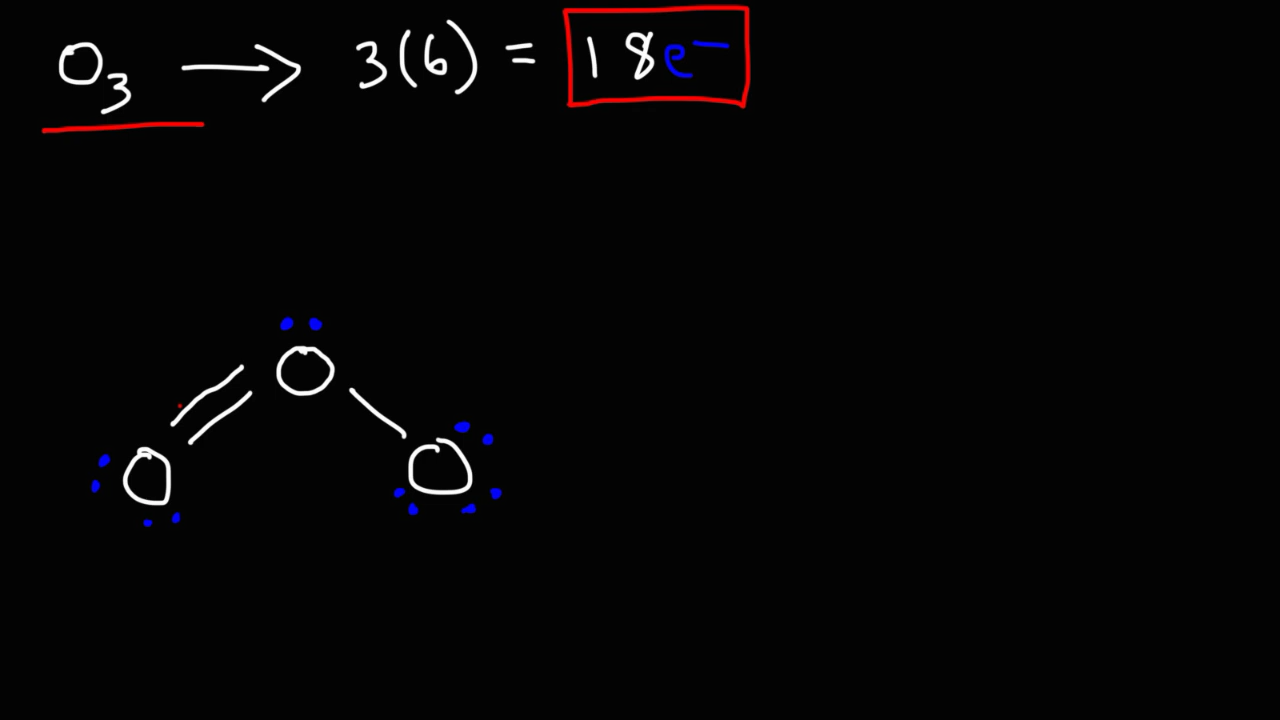 O₃ → 3(6) = 18e⁻
O
O O